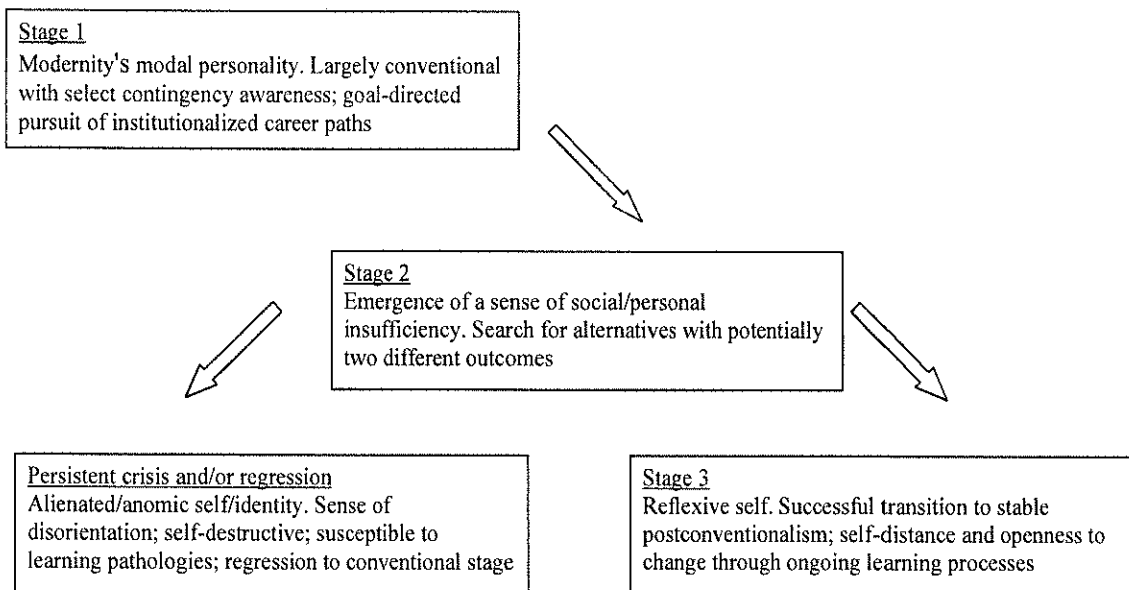 Stage 1
Modernity's modal personality. Largely conventional
with select contingency awareness; goal-directed
pursuit of institutionalized career paths
Stage 2
Emergence of a sense of social/personal
insufficiency. Search for alternatives with potentially
two different outcomes
Persistent crisis and/or regression
Alienated/anomic self/identity. Sense of
disorientation; self-destructive; susceptible to
learning pathologies; regression to conventional stage
Stage 3
Reflexive self. Successful transition to stable
postconventionalism; self-distance and openness to
change through ongoing learning processes